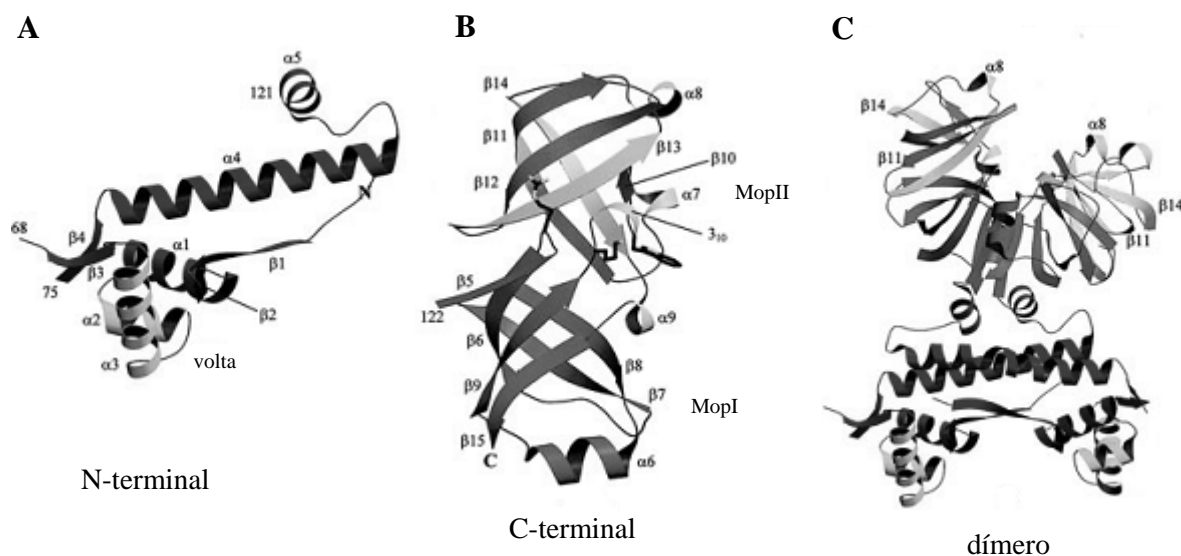 A
α5
121
α4
N
68
β4
α1
β3
β1
75
α2
β2
α3
volta
N-terminal
B
β14
α8
β11
β13
β10
β12
α7
MopII
3₁₀
β5
122
α9
β6
β8
β9
β7
MopI
β15
C
α6
C-terminal
C
α8
β14
α8
β11
β14
β11
dímero